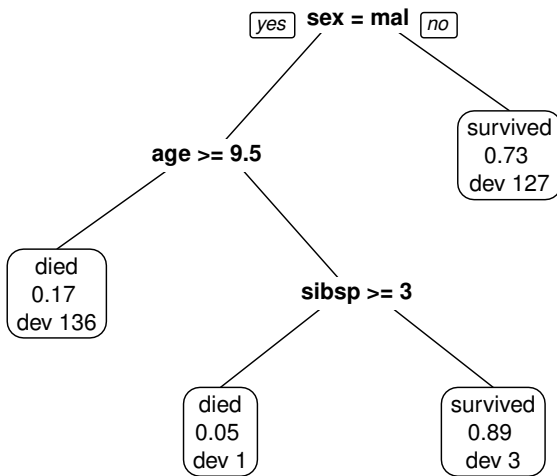 yes sex = mal no
survived
0.73
dev 127
age >= 9.5
died
0.17
dev 136
sibsp >= 3
died
0.05
dev 1
survived
0.89
dev 3